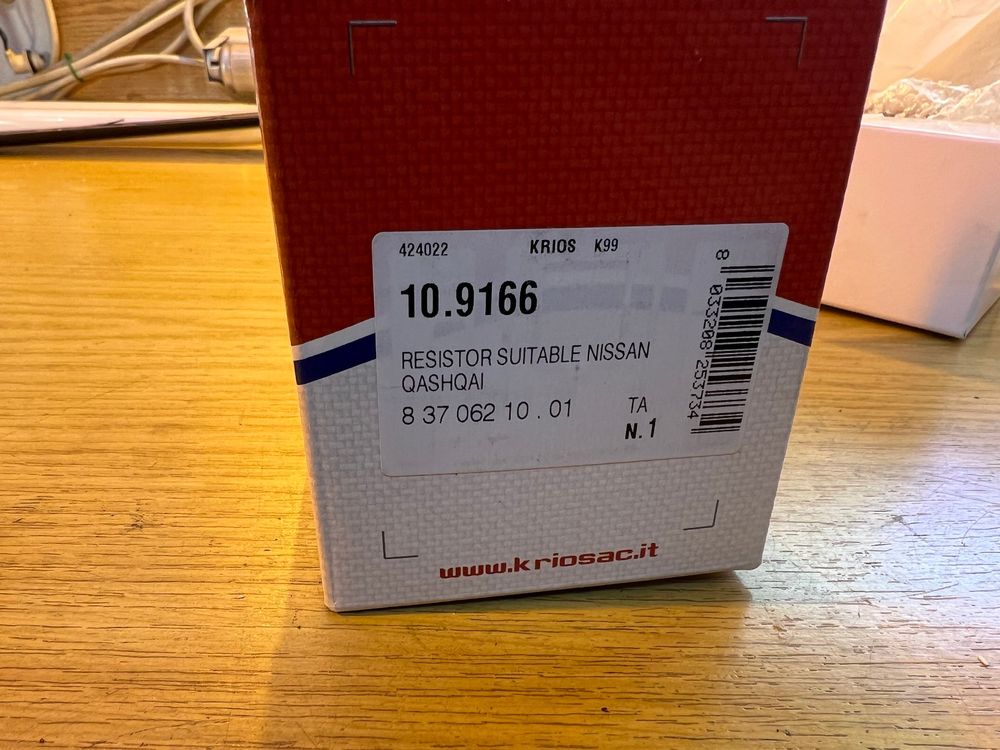 424022 KRIOS K99
10.9166
RESISTOR SUITABLE NISSAN
QASHQAI
8 37 062 10 . 01 TA
N. 1
8 033208 253734
www.kriosac.it